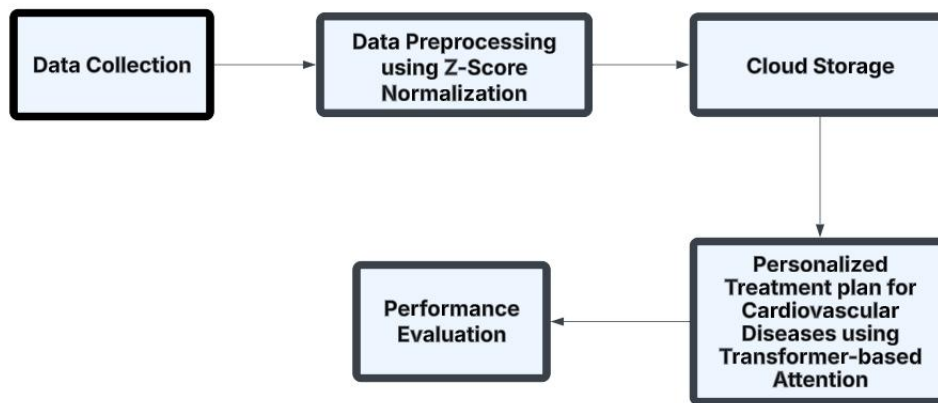 Data Collection
Data Preprocessing
using Z-Score
Normalization
Cloud Storage
Personalized
Treatment plan for
Cardiovascular
Diseases using
Transformer-based
Attention
Performance
Evaluation